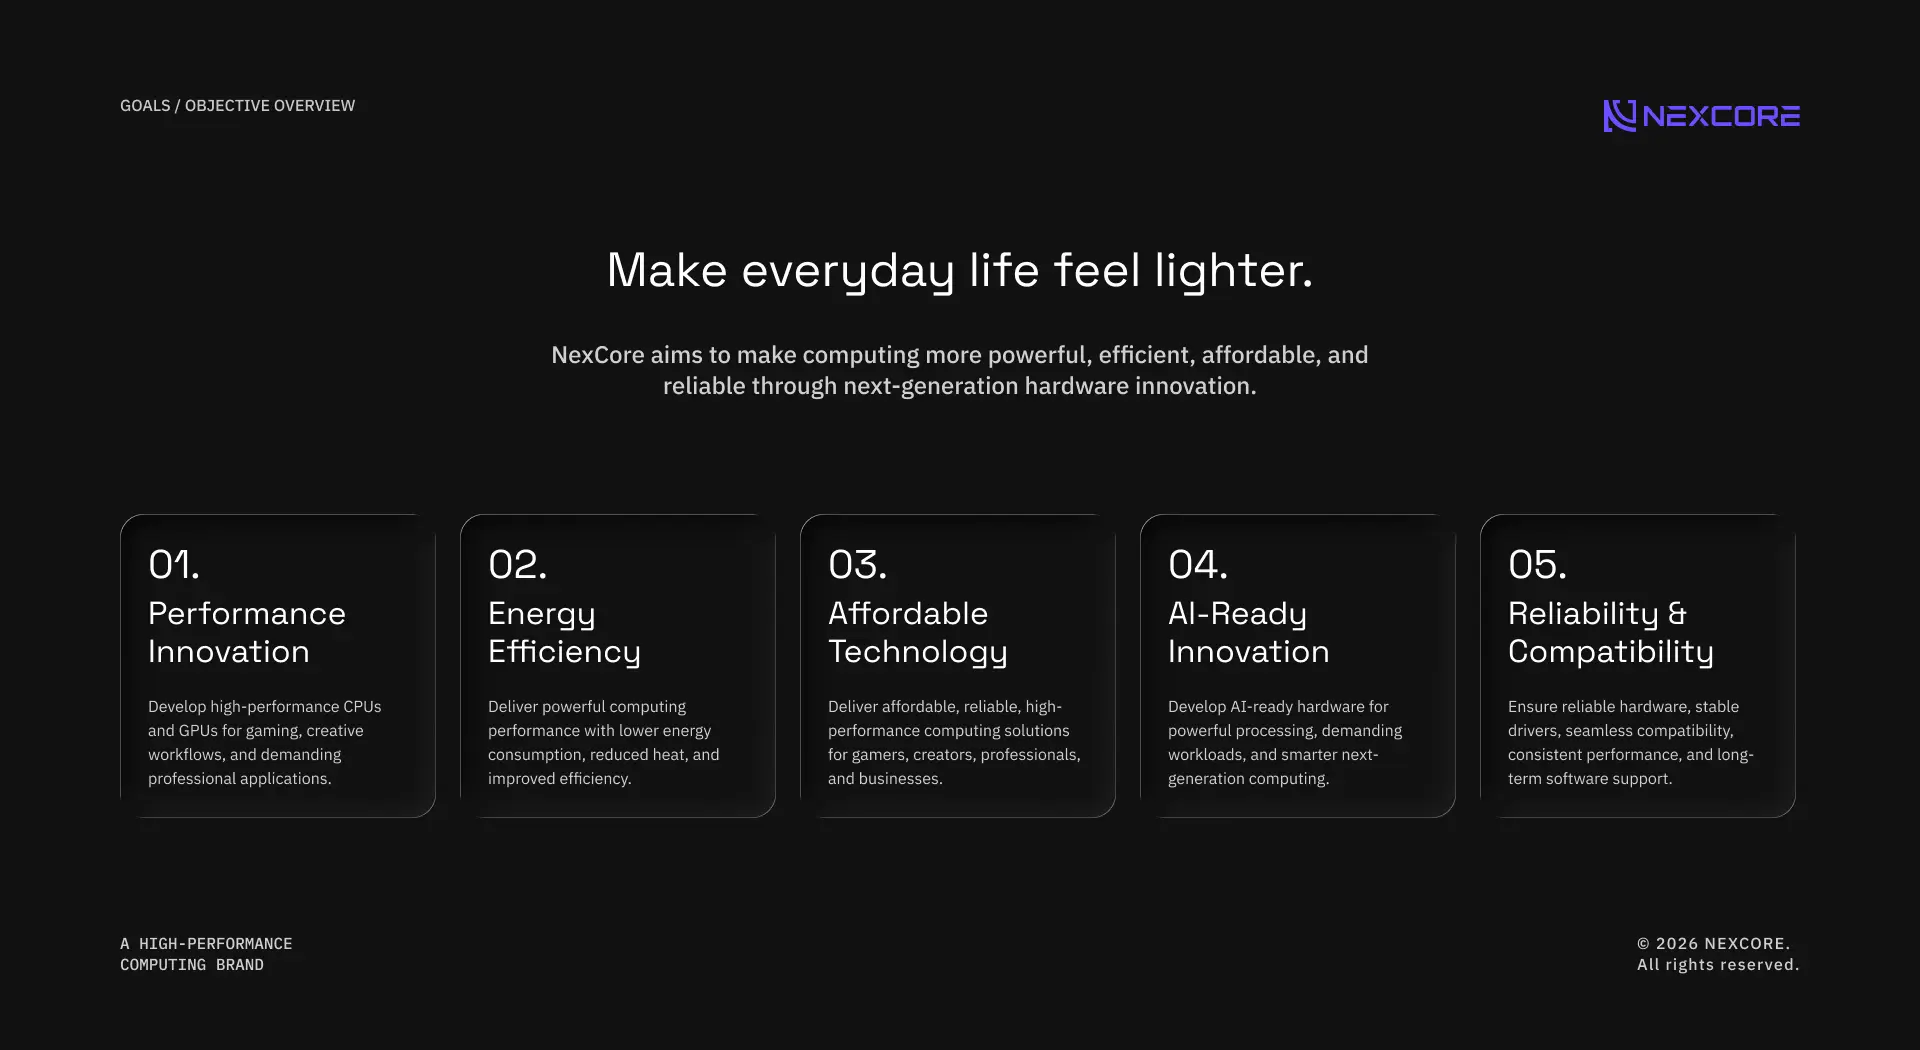 GOALS / OBJECTIVE OVERVIEW
NEXCORE
Make everyday life feel lighter.
NexCore aims to make computing more powerful, efficient, affordable, and
reliable through next-generation hardware innovation.
01.
Performance
Innovation
Develop high-performance CPUs
and GPUs for gaming, creative
workflows, and demanding
professional applications.
02.
Energy
Efficiency
Deliver powerful computing
performance with lower energy
consumption, reduced heat, and
improved efficiency.
03.
Affordable
Technology
Deliver affordable, reliable, high-
performance computing solutions
for gamers, creators, professionals,
and businesses.
04.
AI-Ready
Innovation
Develop AI-ready hardware for
powerful processing, demanding
workloads, and smarter next-
generation computing.
05.
Reliability &
Compatibility
Ensure reliable hardware, stable
drivers, seamless compatibility,
consistent performance, and long-
term software support.
A HIGH-PERFORMANCE
COMPUTING BRAND
© 2026 NEXCORE.
All rights reserved.